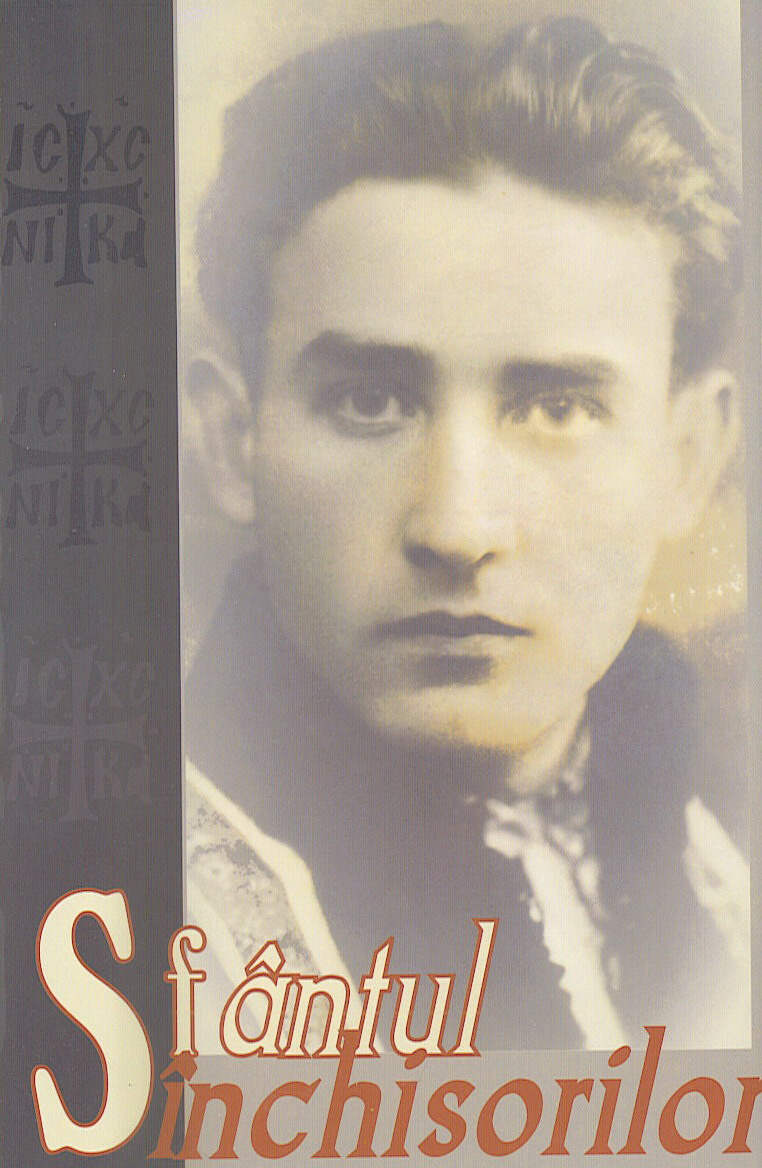 IC XC
NI KA
IC XC
NI KA
IC XC
NI KA
Sfântul
închisorilor